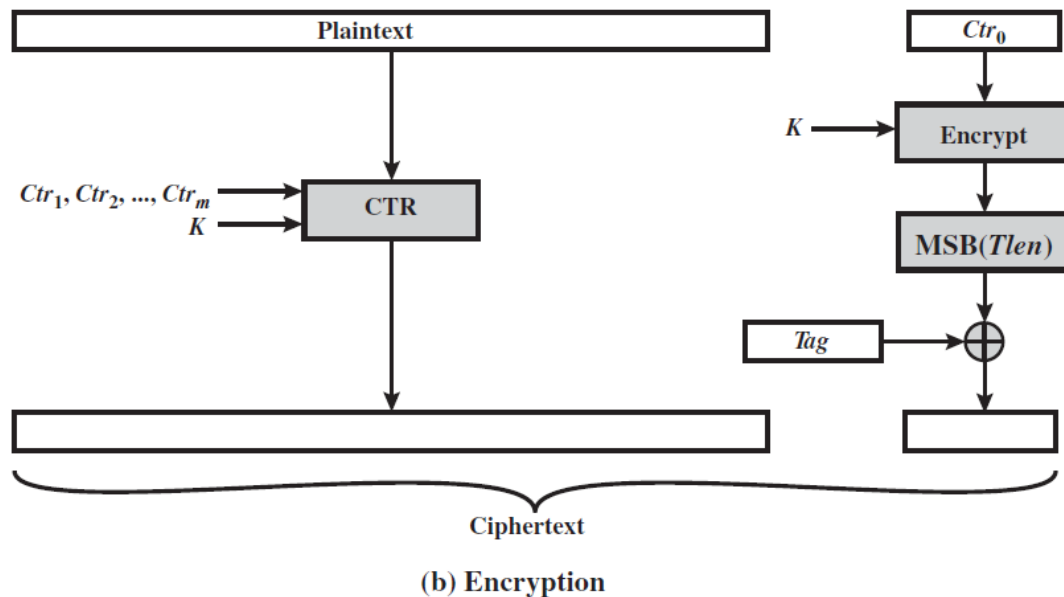 Plaintext
Ctr0
K
Encrypt
Ctr1, Ctr2, ..., Ctrm
K
CTR
MSB(Tlen)
Tag
Ciphertext
(b) Encryption